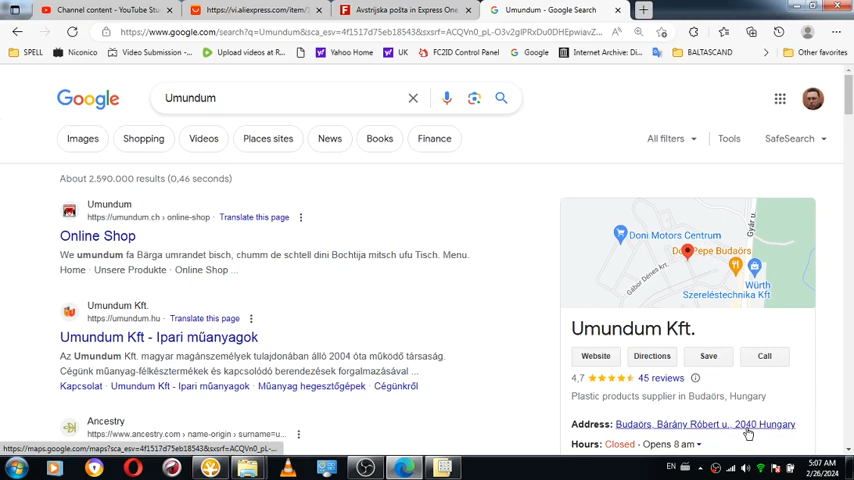 Channel content - YouTube Stu
https://vi.aliexpress.com/item/1
Avstrijska pošta in Express One
Umundum - Google Search
https://www.google.com/search?q=Umundum&sca_esv=4f1517d75eb18543&sxsrf=ACQVn0_pL-O3v2glPRxDu0DHEpwiavZ...
SPELL
Niconico
Video Submission -...
Upload videos at R...
Yahoo Home
UK
FC2ID Control Panel
Google
Internet Archive: Di...
BALTASCAND
Other favorites
Google
Umundum
Images
Shopping
Videos
Places sites
News
Books
Finance
All filters
Tools
SafeSearch
About 2.590.000 results (0,46 seconds)
Umundum
https://umundum.ch › online-shop · Translate this page
Online Shop
We umundum fa Bärga umrandet bisch, chumm de schtell dini Bochtija mitsch ufu Tisch. Menu.
Home · Unsere Produkte · Online Shop ...
Umundum Kft.
https://umundum.hu · Translate this page
Umundum Kft - Ipari műanyagok
Az Umundum Kft. magyar magánszemélyek tulajdonában álló 2004 óta működő társaság.
Cégünk műanyag-félkésztermékek és kapcsolódó berendezések forgalmazásával ...
Kapcsolat · Umundum Kft - Ipari műanyagok · Műanyag hegesztőgépek · Cégünkről
Ancestry
https://www.ancestry.com › name-origin › surname=u...
https://maps.google.com/maps?sca_esv=4f1517d75eb18543&sxsrf=ACQVn0_pL-...
Doni Motors Centrum
Gyár u.
Don Pepe Budaörs
Gábor Dénes krt.
Würth
Szereléstechnika Kft
Umundum Kft.
Website
Directions
Save
Call
4,7
45 reviews
Plastic products supplier in Budaörs, Hungary
Address: Budaörs, Bárány Róbert u., 2040 Hungary
Hours: Closed · Opens 8 am
EN
5:07 AM
2/26/2024